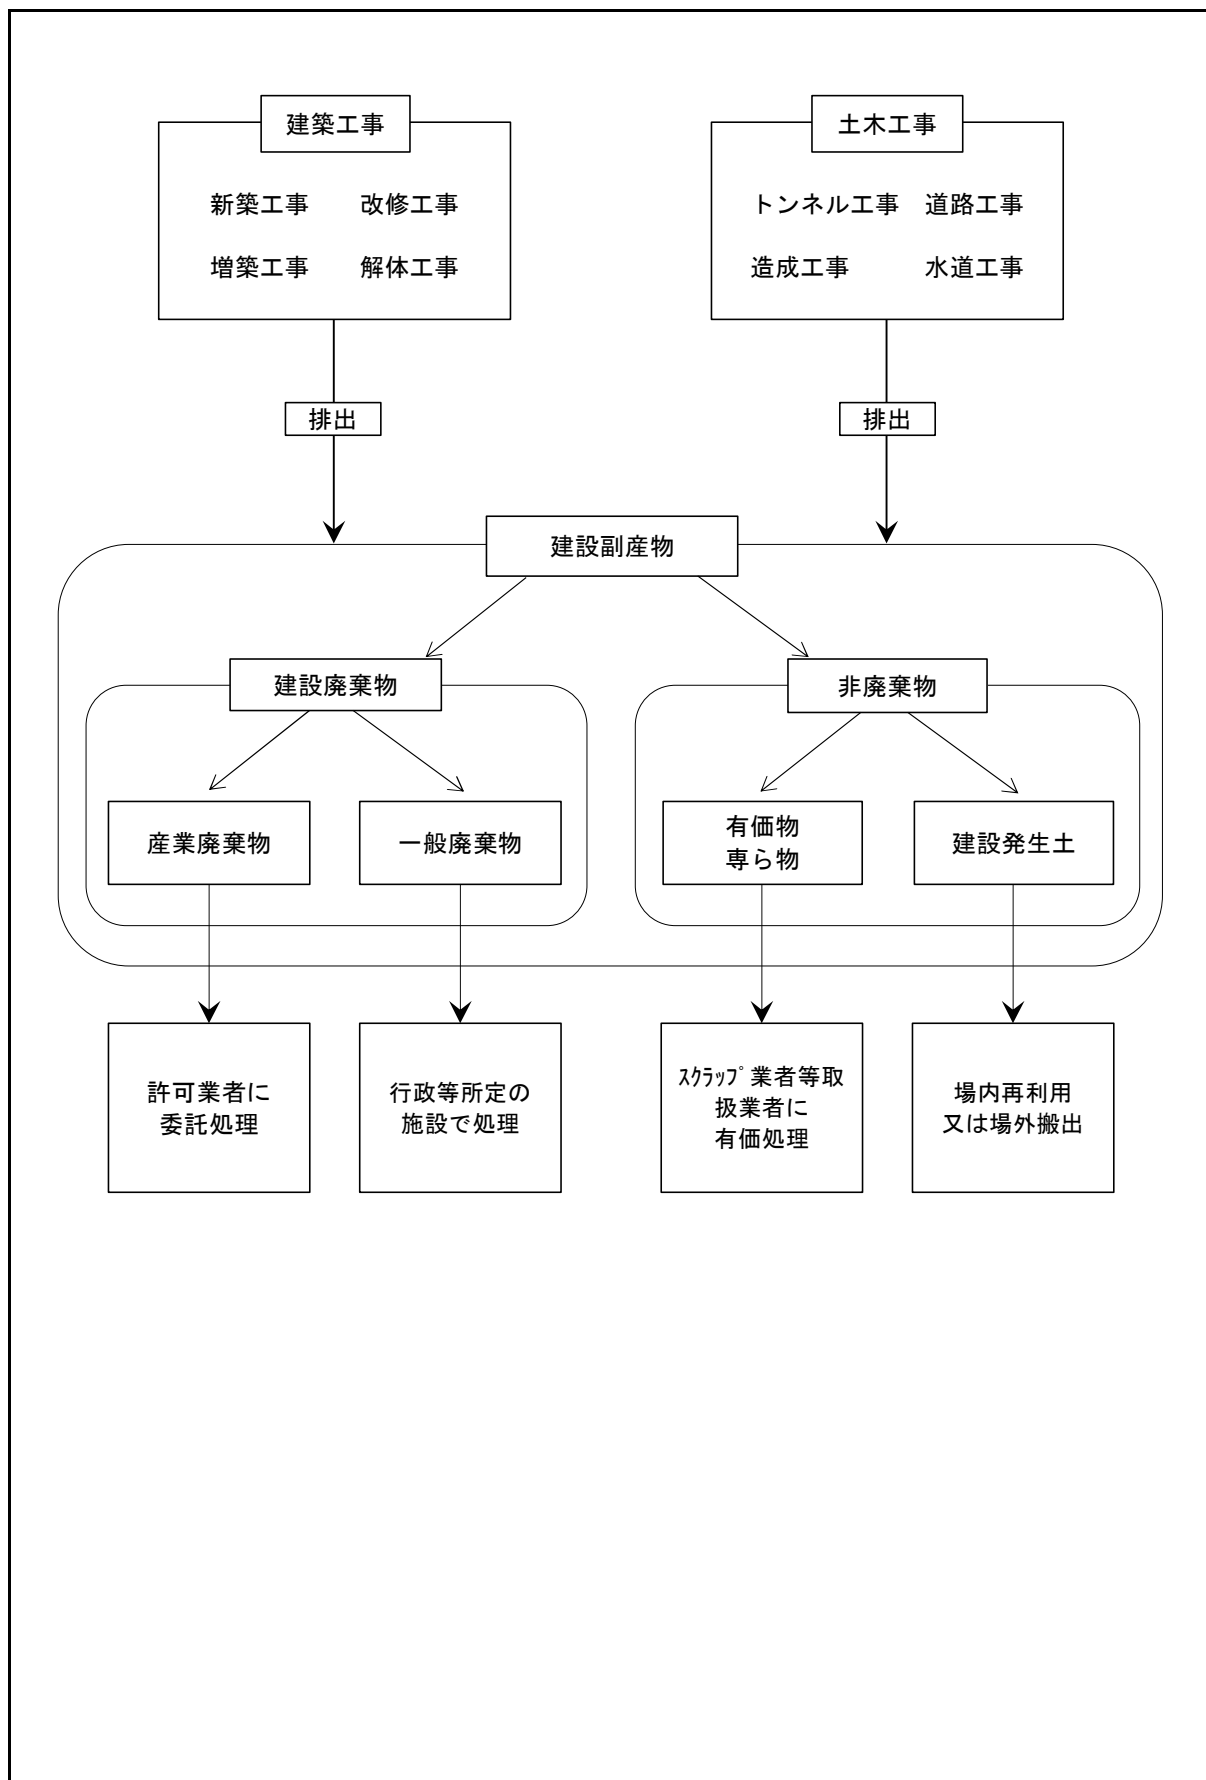 建築工事
土木工事
新築工事 改修工事
トンネル工事 道路工事
増築工事 解体工事
造成工事 水道工事
排出
排出
建設副産物
建設廃棄物
非廃棄物
産業廃棄物
一般廃棄物
有価物
専ら物
建設発生土
許可業者に
委託処理
行政等所定の
施設で処理
ｽｸﾗｯﾌﾟ業者等取
扱業者に
有価処理
場内再利用
又は場外搬出